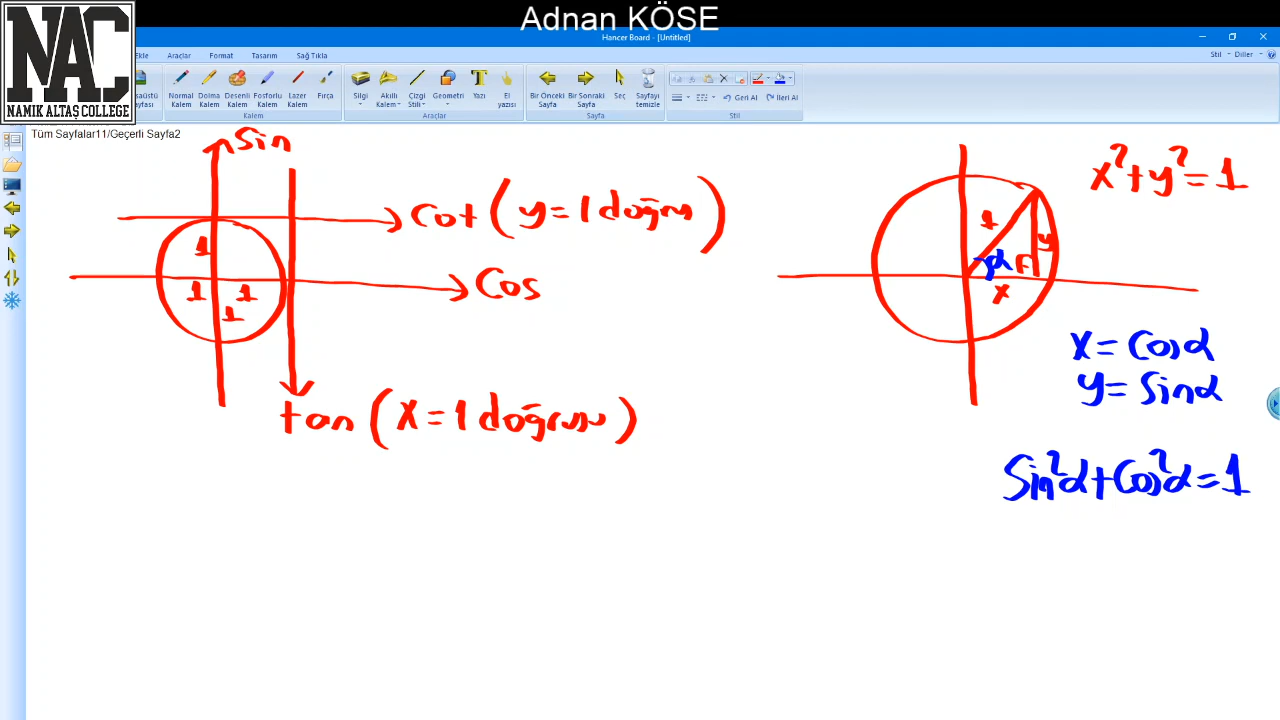 Adnan KÖSE
NAC
NAMIK ALTAŞ COLLEGE
Hancer Board - [Untitled]
Ekle Araçlar Format Tasarım Sağ Tıkla
Stil Diller
Normal Kalem
Dolma Kalem
Desenli Kalem
Fosforlu Kalem
Lazer Kalem
Fırça
Silgi
Akıllı Kalem
Çizgi Stili
Geometri
Yazı
El yazısı
Bir Önceki Sayfa
Bir Sonraki Sayfa
Seç
Sayfayı temizle
Geri Al
İleri Al
Kalem
Araçlar
Sayfa
Stil
Tüm Sayfalar11/Geçerli Sayfa2
Sin
Cot (y=1 doğru)
1
1 1
1
Cos
tan (x=1 doğrusu)
x²+y²=1
1
y
α
x
x = Cosα
y = Sinα
Sin²α+Cos²α=1